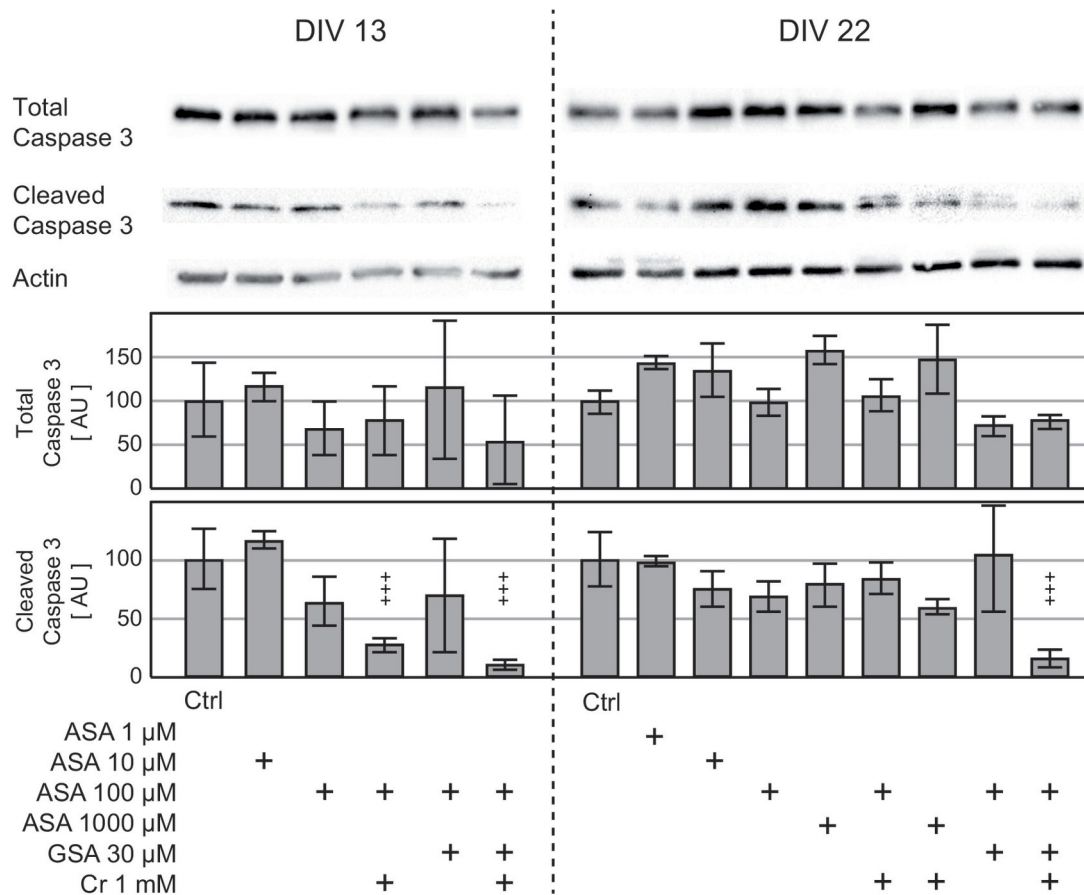 DIV 13 DIV 22
Total
Caspase 3
Cleaved
Caspase 3
Actin
Total
Caspase 3
[ AU ]
150
100
50
0
Cleaved
Caspase 3
[ AU ]
100
50
0
+++ +++ +++
Ctrl Ctrl
ASA 1 µM +
ASA 10 µM + +
ASA 100 µM + + + + + + + +
ASA 1000 µM + +
GSA 30 µM + + + +
Cr 1 mM + + + + +